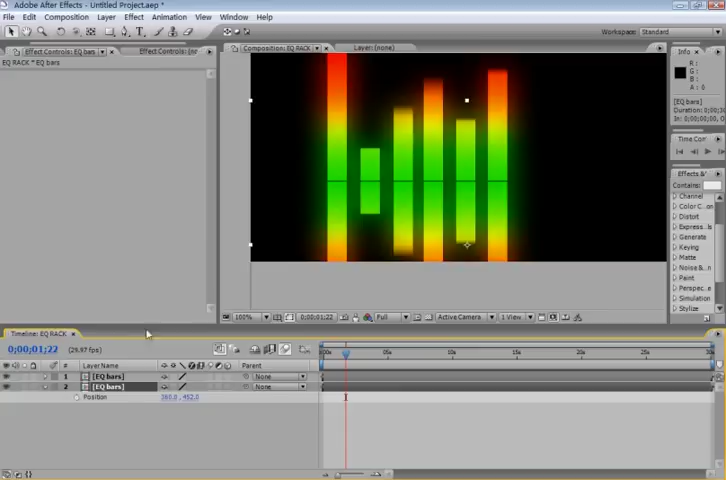 Adobe After Effects - Untitled Project.aep *
File Edit Composition Layer Effect Animation View Window Help
Workspace: Standard
Effect Controls: EQ bars
Effect Controls: (nc
Composition: EQ RACK
Layer: (none)
Info
EQ RACK * EQ bars
R:
G:
B:
A: 0
[EQ bars]
Duration: 0;00;30
In: 0;00;00;00, O
Time Con
Effects &
Contains:
Channel
Color C...
Distort
Express...
Generate
Keying
Matte
Noise &...
Paint
Perspec...
Simulation
Stylize
100%
0;00;01;22
Full
Active Camera
1 View
Timeline: EQ RACK
0;00;01;22
(29.97 fps)
00s
05s
10s
15s
20s
25s
30s
#
Layer Name
Parent
1 [EQ bars] None
2 [EQ bars] None
Position
360.0 , 452.0